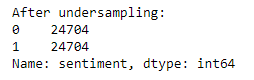 After undersampling:
0    24704
1    24704
Name: sentiment, dtype: int64